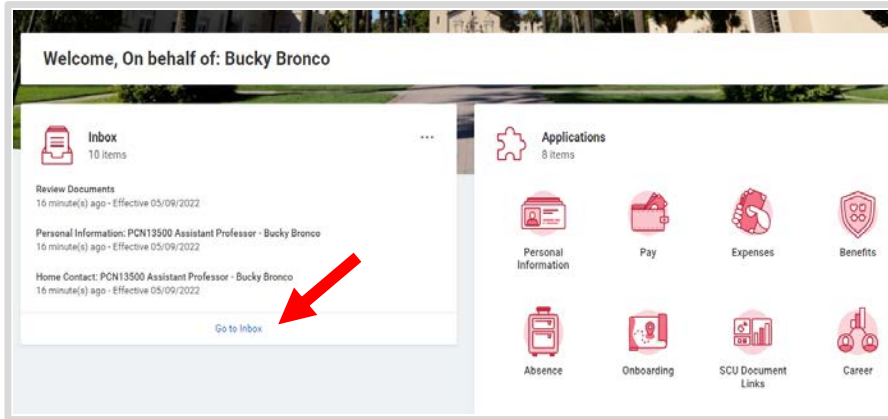 Welcome, On behalf of: Bucky Bronco
Inbox
10 items
Review Documents
16 minute(s) ago - Effective 05/09/2022
Personal Information: PCN13500 Assistant Professor - Bucky Bronco
16 minute(s) ago - Effective 05/09/2022
Home Contact: PCN13500 Assistant Professor - Bucky Bronco
16 minute(s) ago - Effective 05/09/2022
Go to Inbox
Applications
8 items
Personal
Information
Pay
Expenses
Benefits
Absence
Onboarding
SCU Document
Links
Career